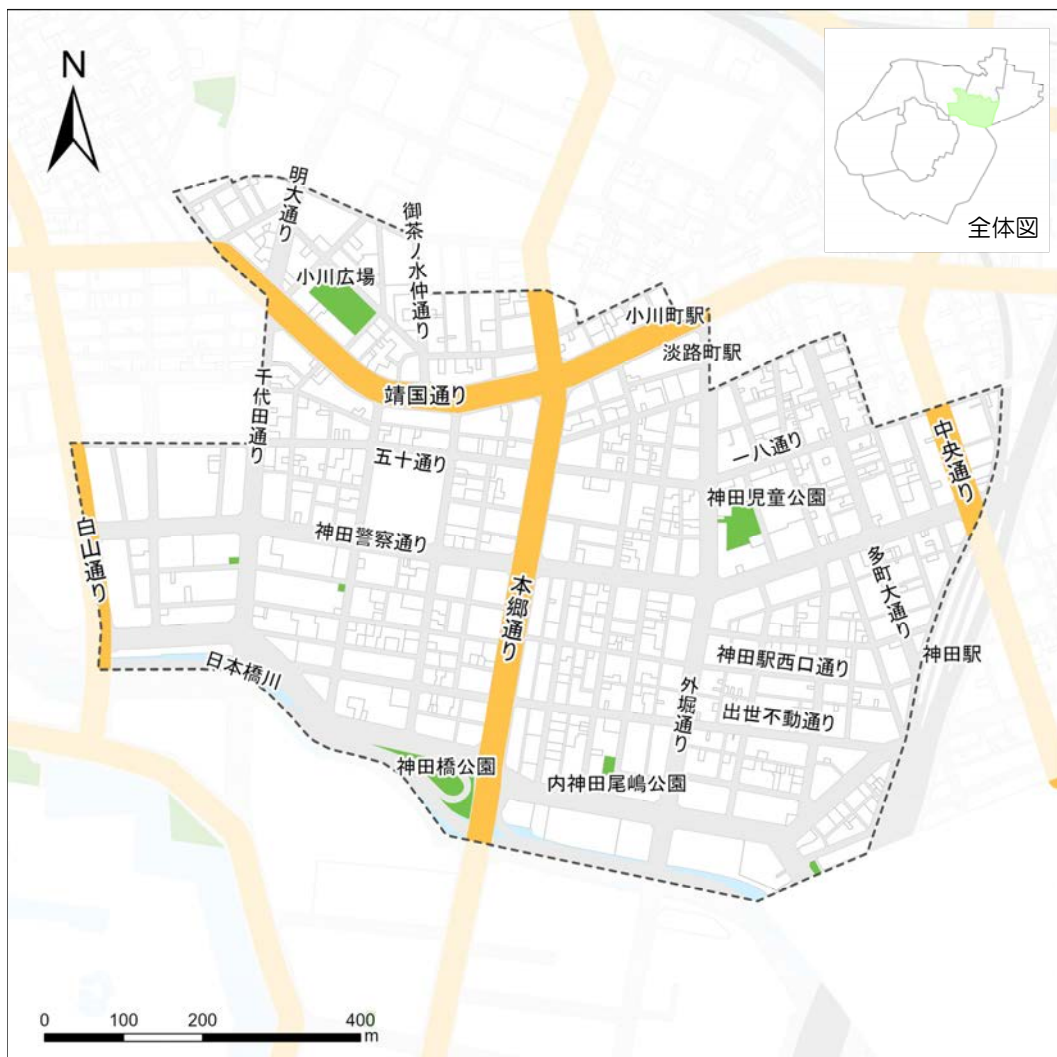 N
全体図
明大通り
御茶ノ水仲通り
小川広場
小川町駅
淡路町駅
靖国通り
千代田通り
五十通り
一八通り
中央通り
神田児童公園
神田警察通り
白山通り
本郷通り
多町大通り
神田駅西口通り
神田駅
日本橋川
外堀通り
出世不動通り
神田橋公園
内神田尾嶋公園
0 100 200 400
m